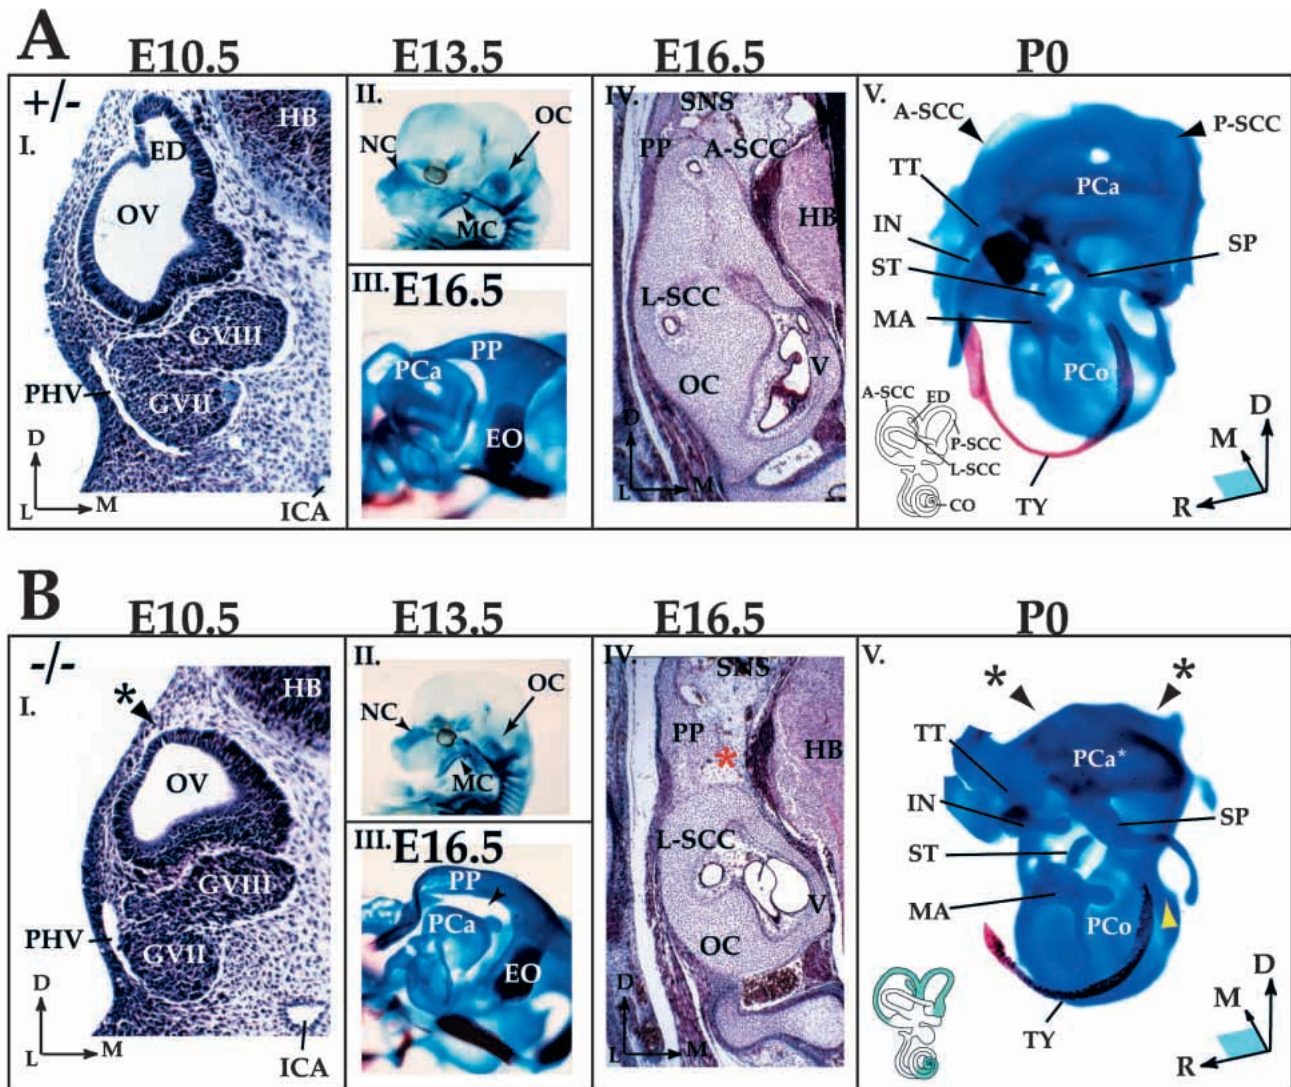 A
E10.5
E13.5
E16.5
P0
+/-
I.
HB
ED
OV
GVIII
PHV
GVII
D
L
M
ICA
II.
OC
NC
MC
III.
E16.5
PP
PCa
EO
IV.
SNS
PP
A-SCC
HB
L-SCC
V
OC
D
L
M
V.
A-SCC
P-SCC
TT
PCa
IN
SP
ST
MA
PCo
A-SCC
ED
P-SCC
L-SCC
CO
TY
D
M
R
B
E10.5
E13.5
E16.5
P0
-/-
I.
*
HB
OV
GVIII
PHV
GVII
D
L
M
ICA
II.
OC
NC
MC
III.
E16.5
PP
PCa
EO
IV.
SNS
PP
*
HB
L-SCC
V
OC
D
L
M
V.
*
*
TT
PCa*
IN
SP
ST
MA
PCo
TY
D
M
R